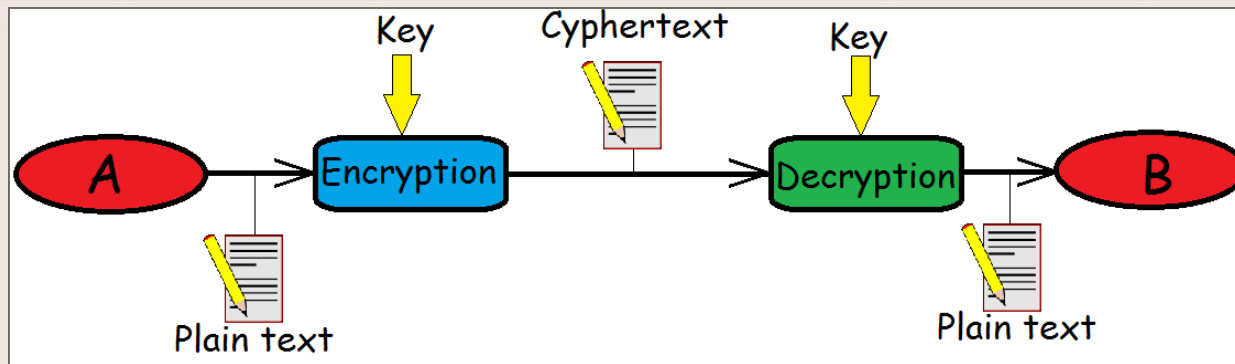 Key
Cyphertext
Key
A
Encryption
Decryption
B
Plain text
Plain text